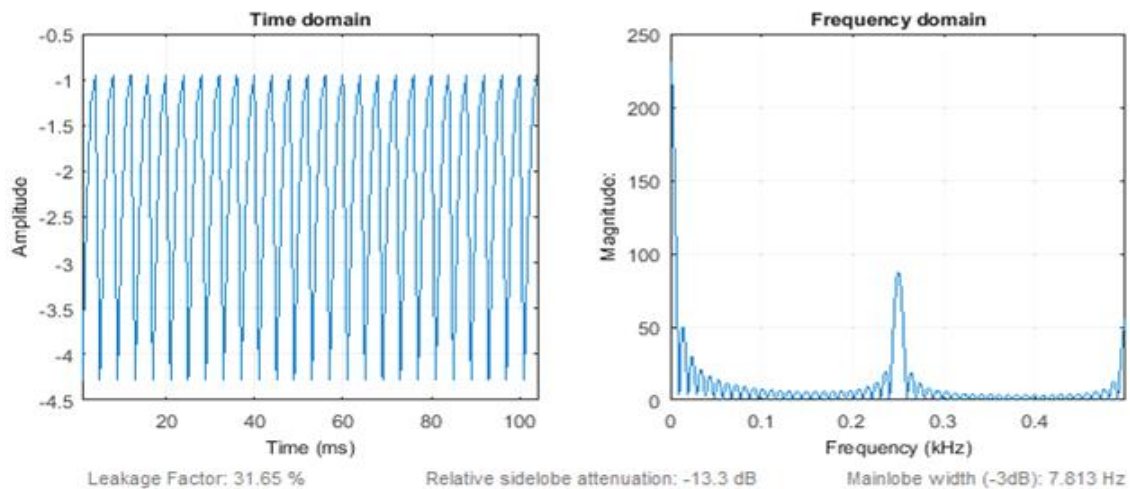 Time domain
-0.5
-1
-1.5
-2
-2.5
-3
-3.5
-4
-4.5
Amplitude
20 40 60 80 100
Time (ms)
Frequency domain
250
200
150
100
50
0
Magnitude:
0 0.1 0.2 0.3 0.4
Frequency (kHz)
Leakage Factor: 31.65 % Relative sidelobe attenuation: -13.3 dB Mainlobe width (-3dB): 7.813 Hz